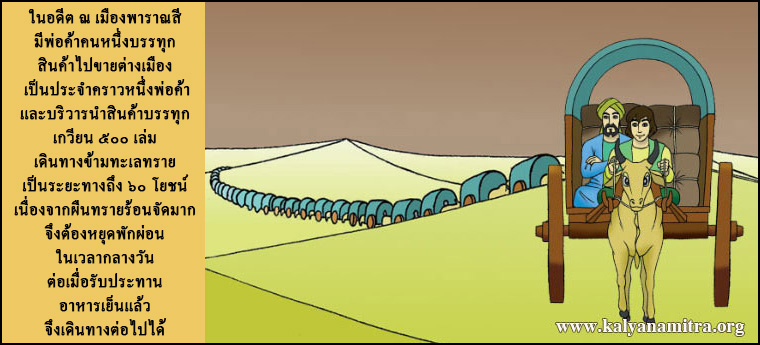 ในอดีต ณ เมืองพาราณสี
มีพ่อค้าคนหนึ่งบรรทุก
สินค้าไปขายต่างเมือง
เป็นประจำคราวหนึ่งพ่อค้า
และบริวารนำสินค้าบรรทุก
เกวียน ๕๐๐ เล่ม
เดินทางข้ามทะเลทราย
เป็นระยะทางถึง ๖๐ โยชน์
เนื่องจากผืนทรายร้อนจัดมาก
จึงต้องหยุดพักผ่อน
ในเวลากลางวัน
ต่อเมื่อรับประทาน
อาหารเย็นแล้ว
จึงเดินทางต่อไปได้
www.kalyanamitra.org